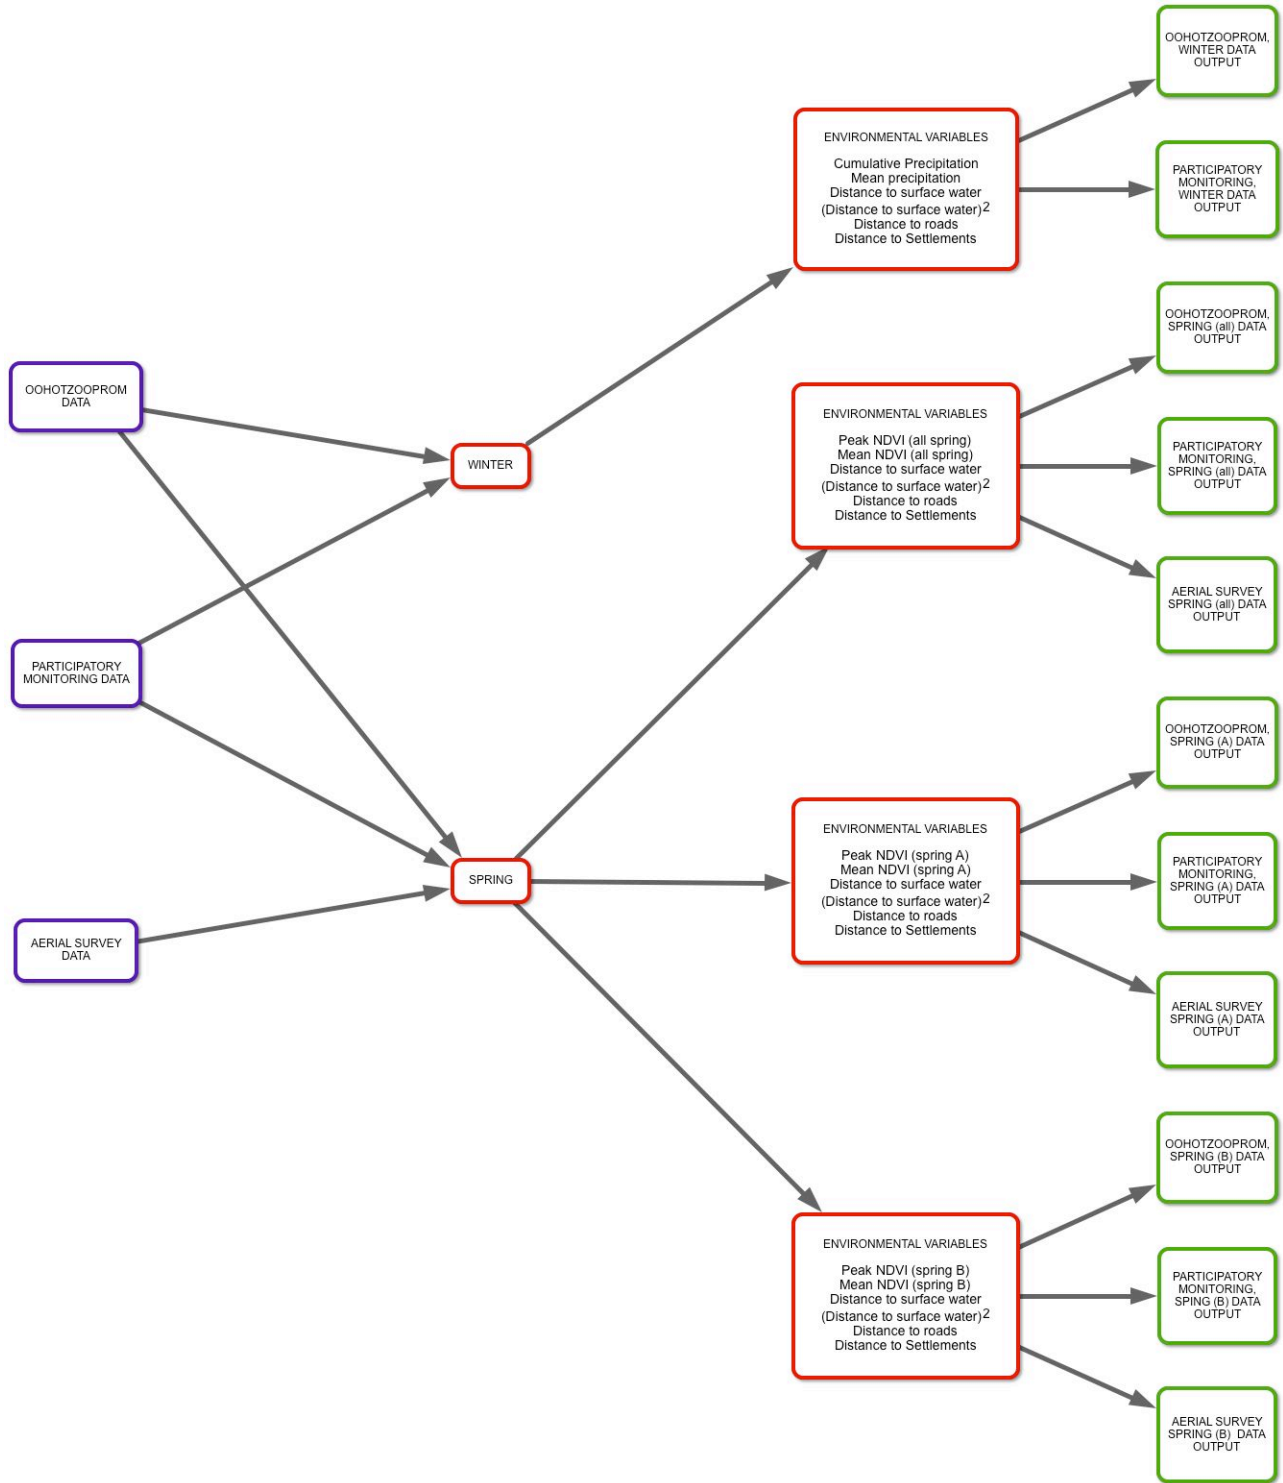 OOHOTZOOPROM
DATA
PARTICIPATORY
MONITORING DATA
AERIAL SURVEY
DATA
WINTER
SPRING
ENVIRONMENTAL VARIABLES
Cumulative Precipitation
Mean precipitation
Distance to surface water
(Distance to surface water)2
Distance to roads
Distance to Settlements
ENVIRONMENTAL VARIABLES
Peak NDVI (all spring)
Mean NDVI (all spring)
Distance to surface water
(Distance to surface water)2
Distance to roads
Distance to Settlements
ENVIRONMENTAL VARIABLES
Peak NDVI (spring A)
Mean NDVI (spring A)
Distance to surface water
(Distance to surface water)2
Distance to roads
Distance to Settlements
ENVIRONMENTAL VARIABLES
Peak NDVI (spring B)
Mean NDVI (spring B)
Distance to surface water
(Distance to surface water)2
Distance to roads
Distance to Settlements
OOHOTZOOPROM,
WINTER DATA
OUTPUT
PARTICIPATORY
MONITORING,
WINTER DATA
OUTPUT
OOHOTZOOPROM,
SPRING (all) DATA
OUTPUT
PARTICIPATORY
MONITORING,
SPRING (all) DATA
OUTPUT
AERIAL SURVEY
SPRING (all) DATA
OUTPUT
OOHOTZOOPROM,
SPRING (A) DATA
OUTPUT
PARTICIPATORY
MONITORING,
SPRING (A) DATA
OUTPUT
AERIAL SURVEY
SPRING (A) DATA
OUTPUT
OOHOTZOOPROM,
SPRING (B) DATA
OUTPUT
PARTICIPATORY
MONITORING,
SPING (B) DATA
OUTPUT
AERIAL SURVEY
SPRING (B) DATA
OUTPUT